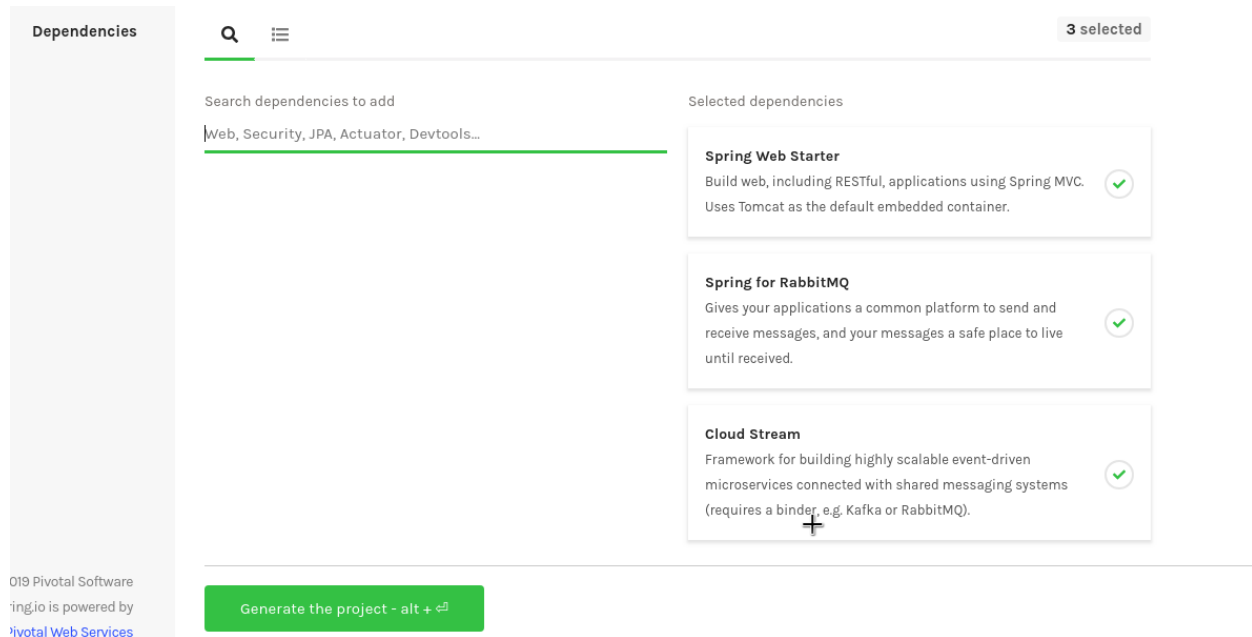 Dependencies
3 selected
Search dependencies to add
Web, Security, JPA, Actuator, Devtools...
Selected dependencies
Spring Web Starter
Build web, including RESTful, applications using Spring MVC.
Uses Tomcat as the default embedded container.
Spring for RabbitMQ
Gives your applications a common platform to send and
receive messages, and your messages a safe place to live
until received.
Cloud Stream
Framework for building highly scalable event-driven
microservices connected with shared messaging systems
(requires a binder, e.g. Kafka or RabbitMQ).
019 Pivotal Software
ring.io is powered by
Pivotal Web Services
Generate the project - alt + ⏎